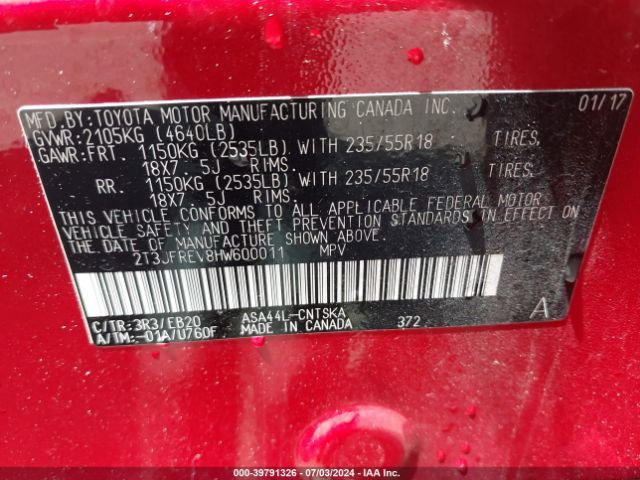 MFD.BY:TOYOTA MOTOR MANUFACTURING CANADA INC. 01/17
GVWR:2105KG (4640LB)
GAWR:FRT. 1150KG (2535LB) WITH 235/55R18 TIRES,
18X7.5J RIMS.
RR. 1150KG (2535LB) WITH 235/55R18 TIRES,
18X7.5J RIMS.
THIS VEHICLE CONFORMS TO ALL APPLICABLE FEDERAL MOTOR
VEHICLE SAFETY AND THEFT PREVENTION STANDARDS IN EFFECT ON
THE DATE OF MANUFACTURE SHOWN ABOVE.
2T3JFREV8HW600011 MPV
C/TR:3R3/EB20 ASA44L-CNTSKA A
A/TM:-01A/U760F MADE IN CANADA 372
000-39791326 - 07/03/2024 - IAA Inc.